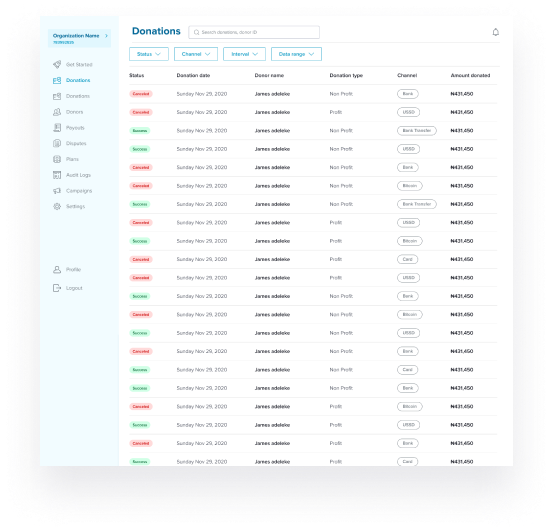 Organization Name >
Donations
Search donations, donor ID
Status
Channel
Interval
Data range
Get Started
Donations
Donations
Donors
Payouts
Disputes
Plans
Audit Logs
Campaigns
Settings
Profile
Logout
Status Donation date Donor name Donation type Channel Amount donated
Canceled Sunday Nov 29, 2020 James adeleke Non Profit Bank ₦431,450
Canceled Sunday Nov 29, 2020 James adeleke Profit USSD ₦431,450
Success Sunday Nov 29, 2020 James adeleke Non Profit Bank Transfer ₦431,450
Success Sunday Nov 29, 2020 James adeleke Non Profit USSD ₦431,450
Canceled Sunday Nov 29, 2020 James adeleke Non Profit Bank ₦431,450
Canceled Sunday Nov 29, 2020 James adeleke Non Profit Bitcoin ₦431,450
Success Sunday Nov 29, 2020 James adeleke Non Profit Bank Transfer ₦431,450
Canceled Sunday Nov 29, 2020 James adeleke Profit USSD ₦431,450
Success Sunday Nov 29, 2020 James adeleke Profit Bitcoin ₦431,450
Canceled Sunday Nov 29, 2020 James adeleke Profit Card ₦431,450
Canceled Sunday Nov 29, 2020 James adeleke Profit USSD ₦431,450
Success Sunday Nov 29, 2020 James adeleke Non Profit Bank ₦431,450
Canceled Sunday Nov 29, 2020 James adeleke Non Profit Bitcoin ₦431,450
Success Sunday Nov 29, 2020 James adeleke Non Profit USSD ₦431,450
Canceled Sunday Nov 29, 2020 James adeleke Non Profit Bank ₦431,450
Success Sunday Nov 29, 2020 James adeleke Non Profit Card ₦431,450
Success Sunday Nov 29, 2020 James adeleke Non Profit Bank ₦431,450
Canceled Sunday Nov 29, 2020 James adeleke Profit Bitcoin ₦431,450
Success Sunday Nov 29, 2020 James adeleke Profit USSD ₦431,450
Canceled Sunday Nov 29, 2020 James adeleke Profit Bank ₦431,450
Success Sunday Nov 29, 2020 James adeleke Profit Card ₦431,450